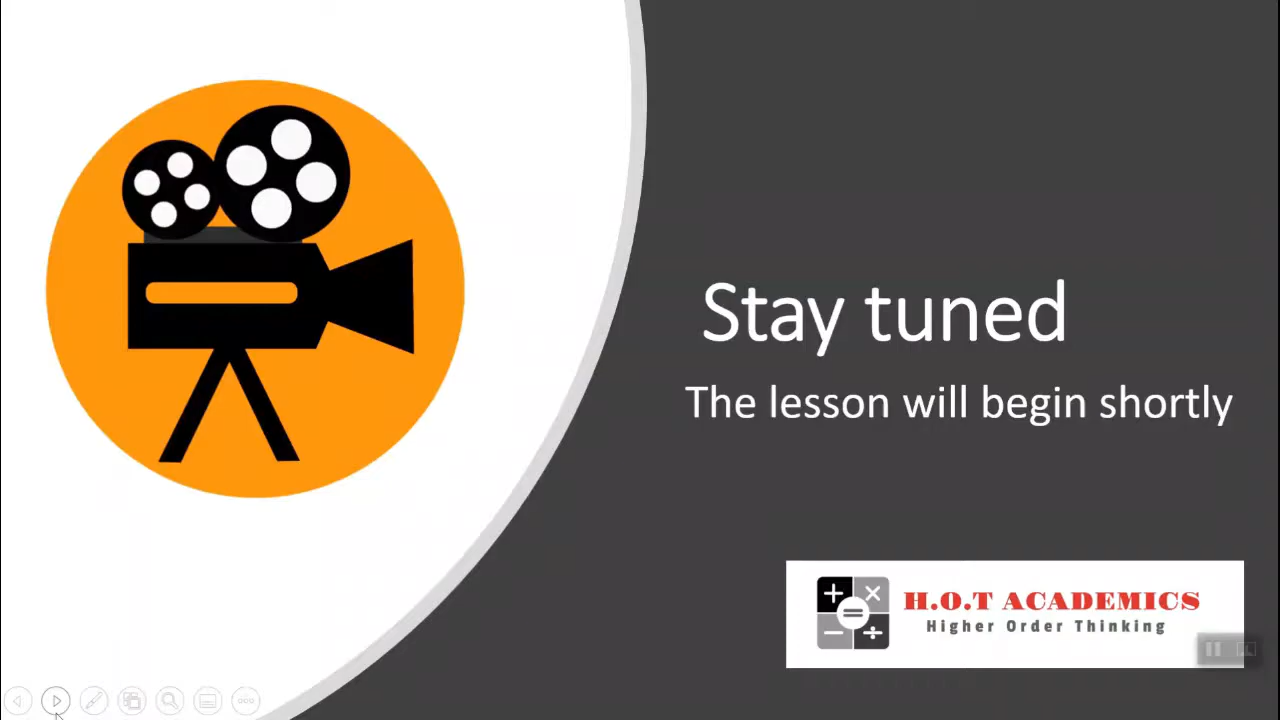 Stay tuned
The lesson will begin shortly
H.O.T ACADEMICS
Higher Order Thinking